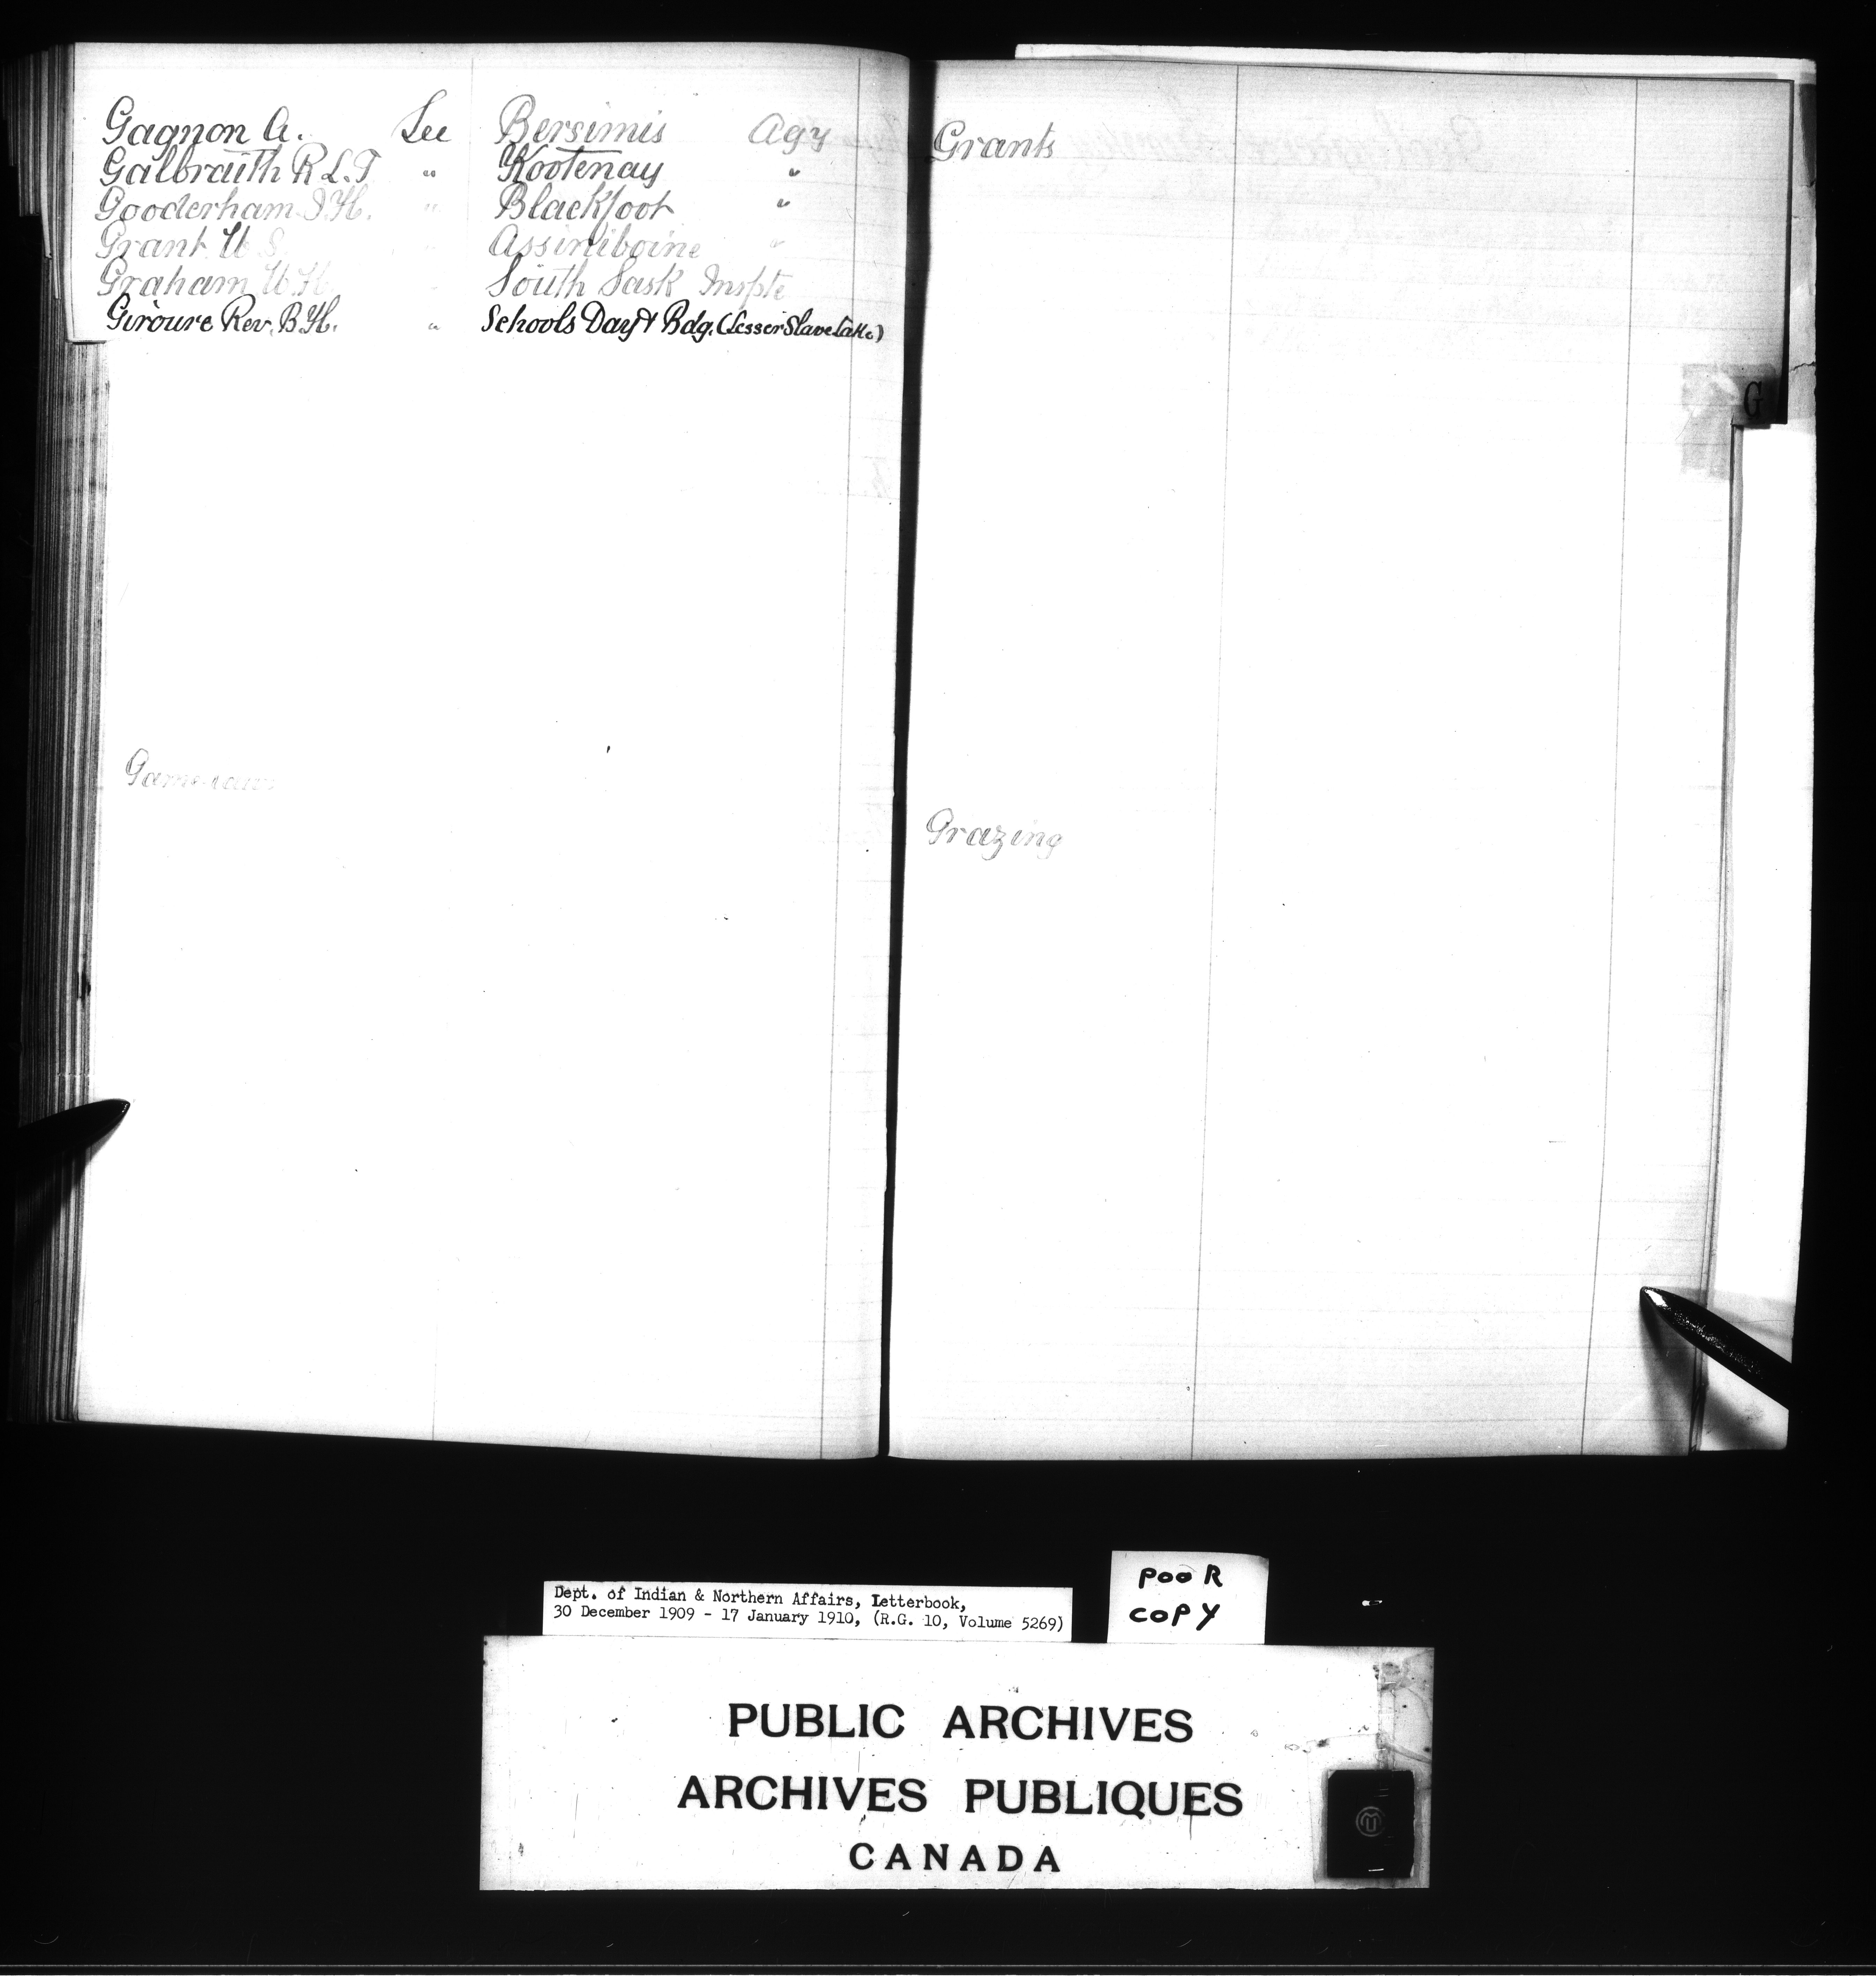 Gagnon A. See Bersimis Agy
Galbraith R L. T " Kootenay "
Gooderham J H. " Blackfoot "
Grant W S. " Assiniboine "
Graham W. H. " South Sask Inspte
Giroure Rev. B H. " Schools Day & Bdg. (Lesser Slave Lake)
Game
Grants
G
Grazing
Dept. of Indian & Northern Affairs, Letterbook,
30 December 1909 - 17 January 1910, (R.G. 10, Volume 5269)
POOR
COPY
PUBLIC ARCHIVES
ARCHIVES PUBLIQUES
CANADA